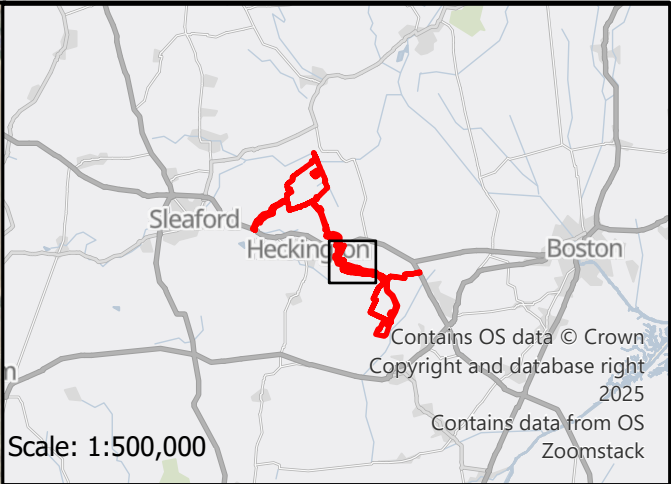 Sleaford
Heckington
Boston
Contains OS data © Crown
Copyright and database right
2025
Contains data from OS
Zoomstack
m
Scale: 1:500,000